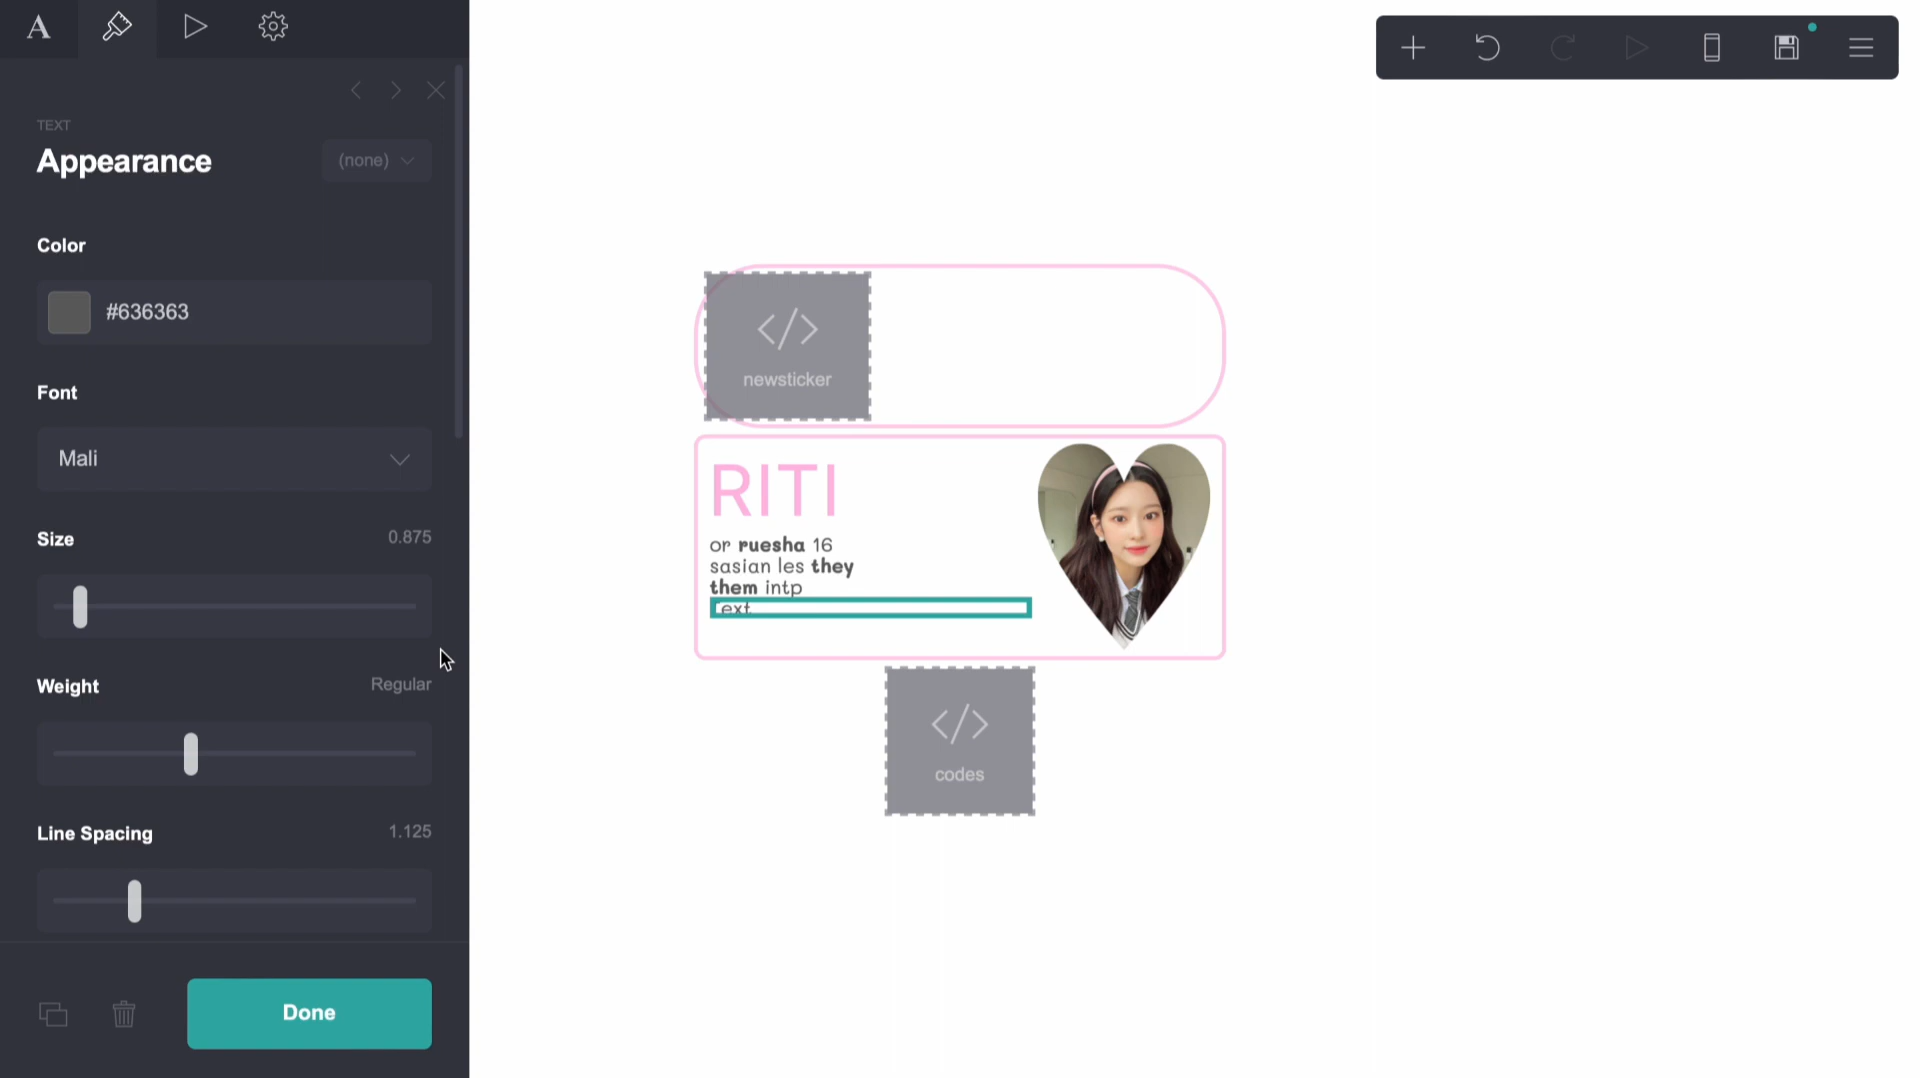 A
TEXT
Appearance
(none)
Color
#636363
Font
Mali
Size
0.875
Weight
Regular
Line Spacing
1.125
Done
</> newsticker
RITI
or ruesha 16
sasian les they
them intp
ext
</> codes